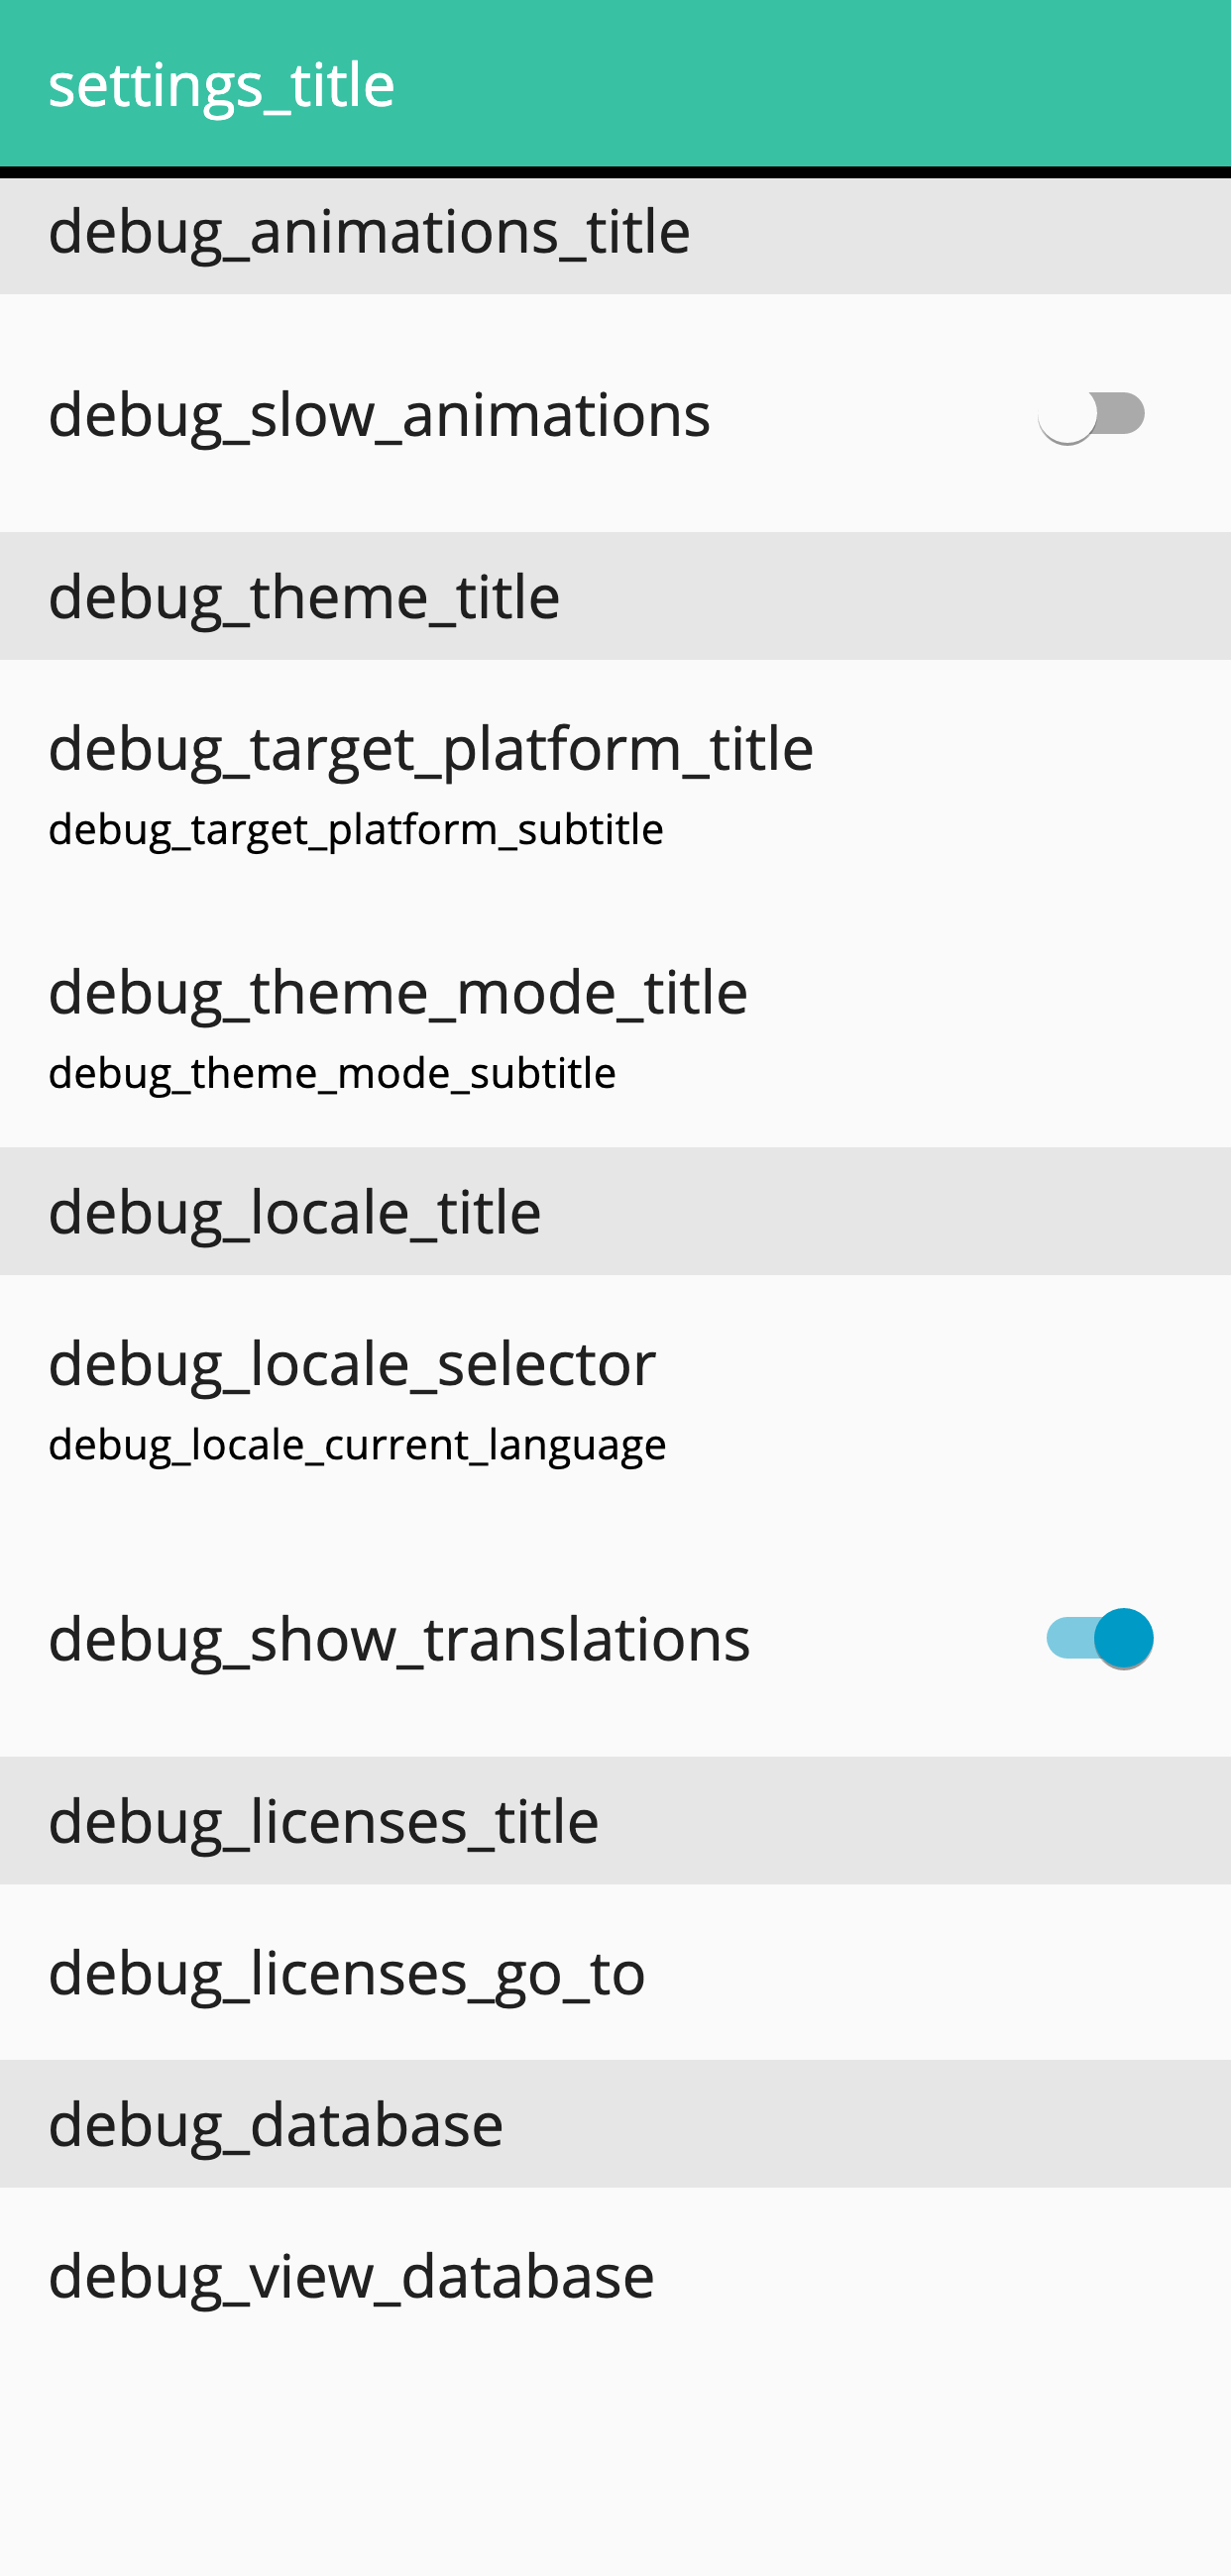 settings_title
debug_animations_title
debug_slow_animations
debug_theme_title
debug_target_platform_title
debug_target_platform_subtitle
debug_theme_mode_title
debug_theme_mode_subtitle
debug_locale_title
debug_locale_selector
debug_locale_current_language
debug_show_translations
debug_licenses_title
debug_licenses_go_to
debug_database
debug_view_database